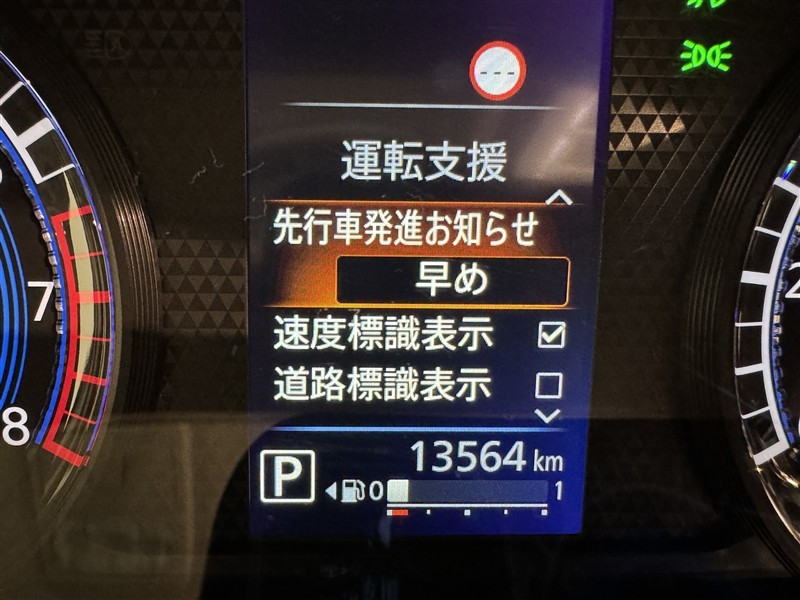 ---
運転支援
先行車発進お知らせ
早め
速度標識表示
道路標識表示
7
8
13564 km
P
0
1